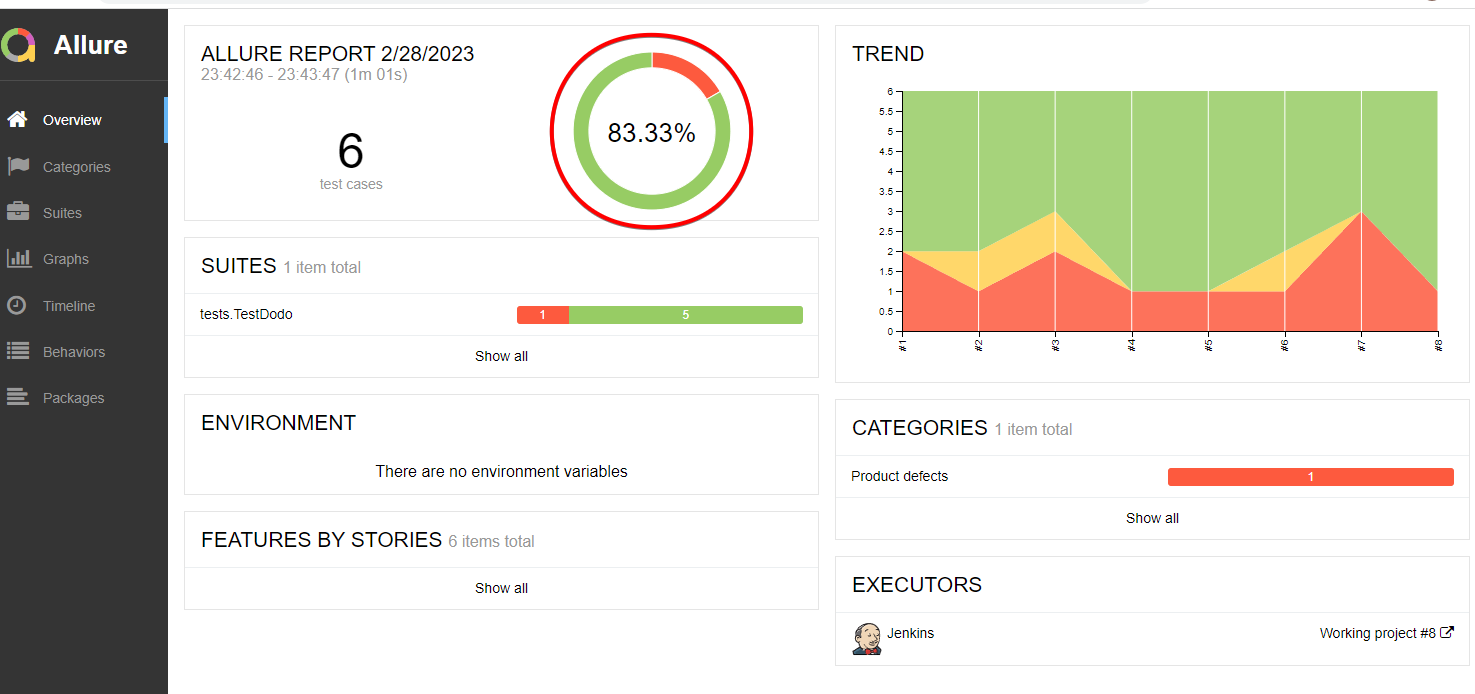 Allure
Overview
Categories
Suites
Graphs
Timeline
Behaviors
Packages
ALLURE REPORT 2/28/2023
23:42:46 - 23:43:47 (1m 01s)
6
test cases
83.33%
SUITES 1 item total
tests.TestDodo 1 5
Show all
ENVIRONMENT
There are no environment variables
FEATURES BY STORIES 6 items total
Show all
TREND
6
5.5
5
4.5
4
3.5
3
2.5
2
1.5
1
0.5
0
#1 #2 #3 #4 #5 #6 #7 #8
CATEGORIES 1 item total
Product defects 1
Show all
EXECUTORS
Jenkins Working project #8